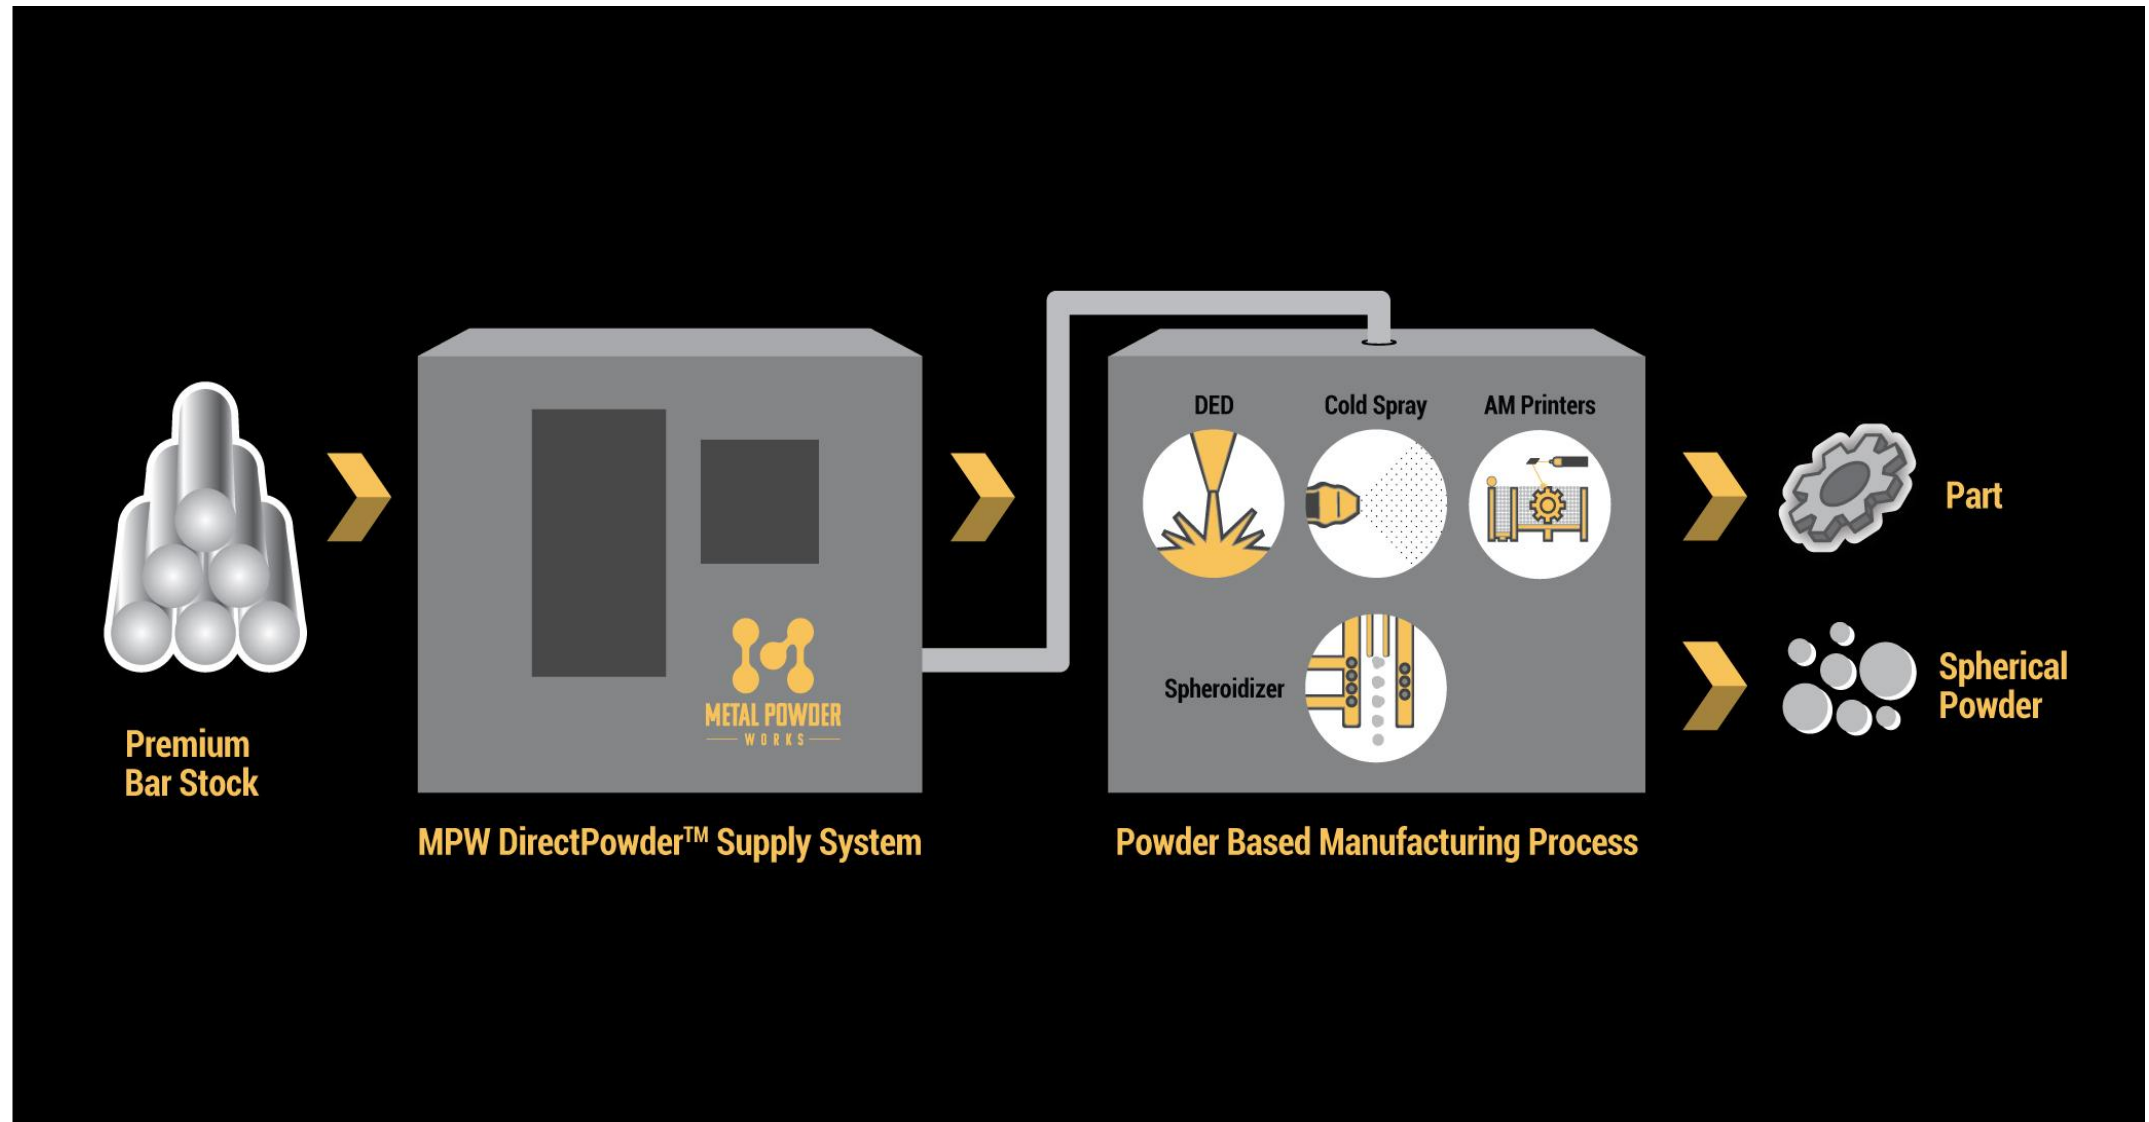 Premium
Bar Stock
METAL POWDER
WORKS
MPW DirectPowder™ Supply System
DED
Cold Spray
AM Printers
Spheroidizer
Powder Based Manufacturing Process
Part
Spherical
Powder